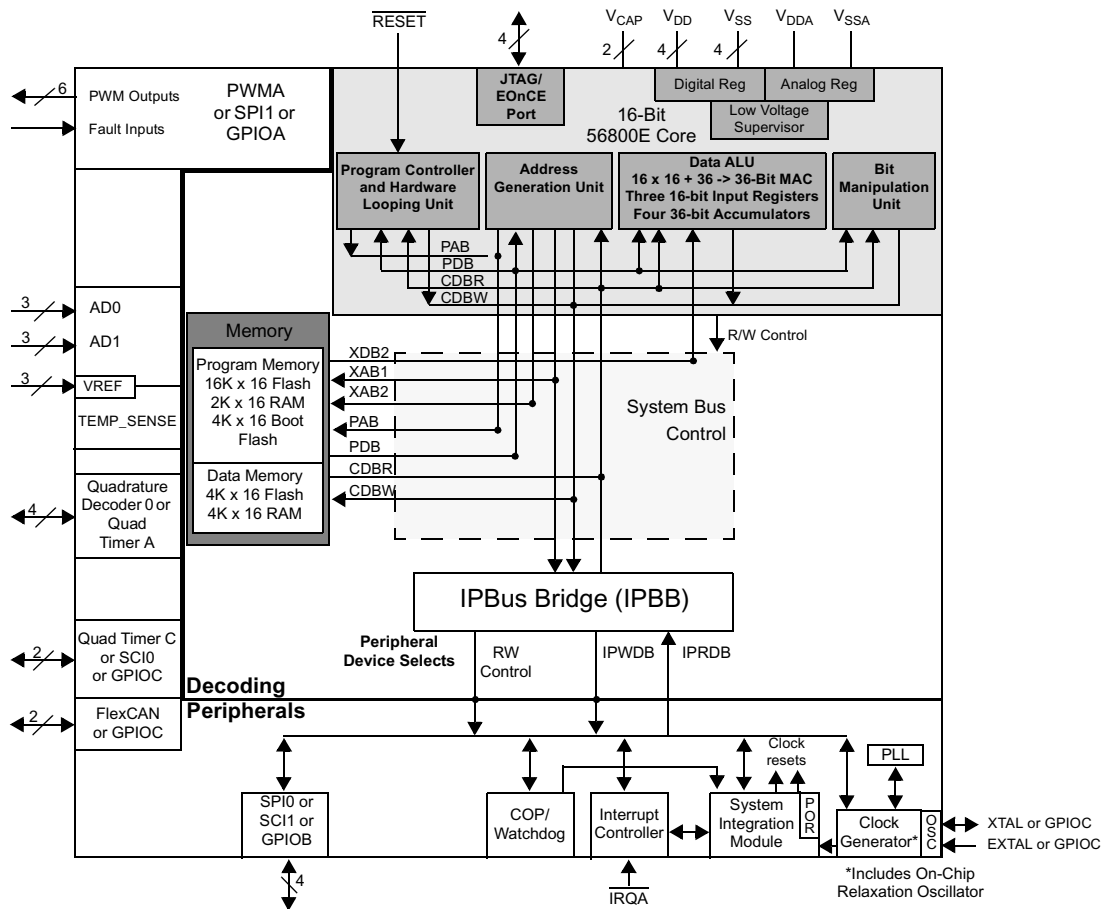 RESET
4
VCAP
VDD
VSS
VDDA
VSSA
2
4
4
6
PWM Outputs
Fault Inputs
PWMA
or SPI1 or
GPIOA
JTAG/
EOnCE
Port
Digital Reg
Analog Reg
Low Voltage
Supervisor
16-Bit
56800E Core
Program Controller
and Hardware
Looping Unit
Address
Generation Unit
Data ALU
16 x 16 + 36 -> 36-Bit MAC
Three 16-bit Input Registers
Four 36-bit Accumulators
Bit
Manipulation
Unit
PAB
PDB
CDBR
CDBW
3
AD0
3
AD1
3
VREF
TEMP_SENSE
Memory
Program Memory
16K x 16 Flash
2K x 16 RAM
4K x 16 Boot
Flash
Data Memory
4K x 16 Flash
4K x 16 RAM
XDB2
XAB1
XAB2
PAB
PDB
CDBR
CDBW
R/W Control
System Bus
Control
4
Quadrature
Decoder 0 or
Quad
Timer A
IPBus Bridge (IPBB)
2
Quad Timer C
or SCI0
or GPIOC
Peripheral
Device Selects
RW
Control
IPWDB
IPRDB
Decoding
Peripherals
2
FlexCAN
or GPIOC
Clock
resets
PLL
SPI0 or
SCI1 or
GPIOB
COP/
Watchdog
Interrupt
Controller
System
Integration
Module
POR
Clock
Generator*
OSC
XTAL or GPIOC
EXTAL or GPIOC
4
IRQA
*Includes On-Chip
Relaxation Oscillator